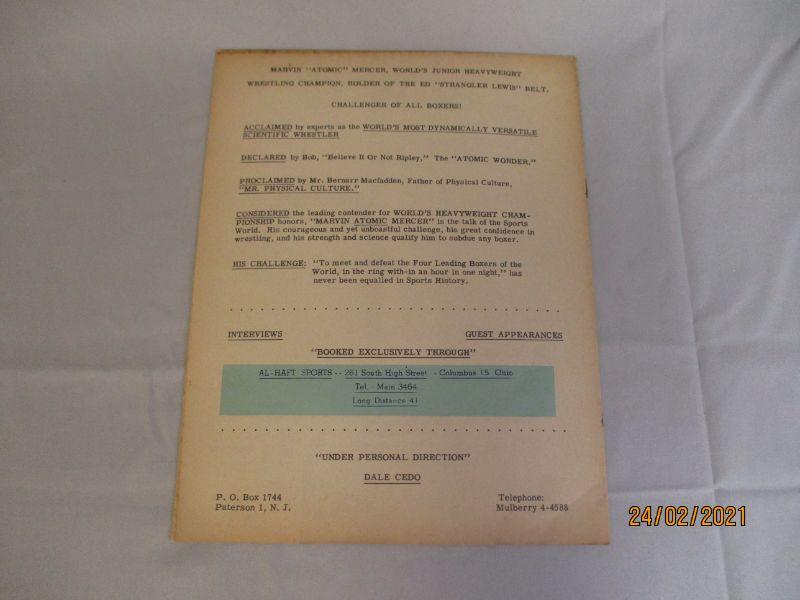 MARVIN "ATOMIC" MERCER, WORLD'S JUNIOR HEAVYWEIGHT
WRESTLING CHAMPION, HOLDER OF THE ED "STRANGLER LEWIS" BELT.
CHALLENGER OF ALL BOXERS!
ACCLAIMED by experts as the WORLD'S MOST DYNAMICALLY VERSATILE
SCIENTIFIC WRESTLER
DECLARED by Bob, "Believe It Or Not Ripley," The "ATOMIC WONDER,"
PROCLAIMED by Mr. Bernarr Macfadden, Father of Physical Culture,
"MR. PHYSICAL CULTURE."
CONSIDERED the leading contender for WORLD'S HEAVYWEIGHT CHAM-
PIONSHIP honors, "MARVIN ATOMIC MERCER" is the talk of the Sports
World. His courageous and yet unboastful challenge, his great confidence in
wrestling, and his strength and science qualify him to subdue any boxer.
HIS CHALLENGE: "To meet and defeat the Four Leading Boxers of the
World, in the ring with-in an hour in one night," has
never been equalled in Sports History.
INTERVIEWS GUEST APPEARANCES
"BOOKED EXCLUSIVELY THROUGH"
AL-HAFT SPORTS -- 261 South High Street - Columbus 15, Ohio
Tel. Main 3464
Long Distance 41
"UNDER PERSONAL DIRECTION"
DALE CEDO
P. O. Box 1744 Telephone:
Paterson 1, N. J. Mulberry 4-4588
24/02/2021